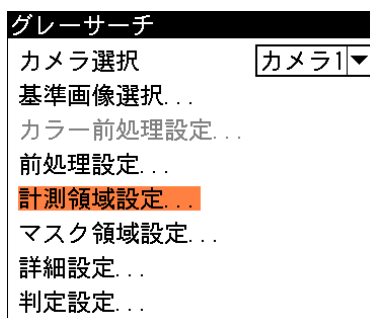 グレーサーチ
カメラ選択 カメラ1▼
基準画像選択...
カラー前処理設定...
前処理設定...
計測領域設定...
マスク領域設定...
詳細設定...
判定設定...